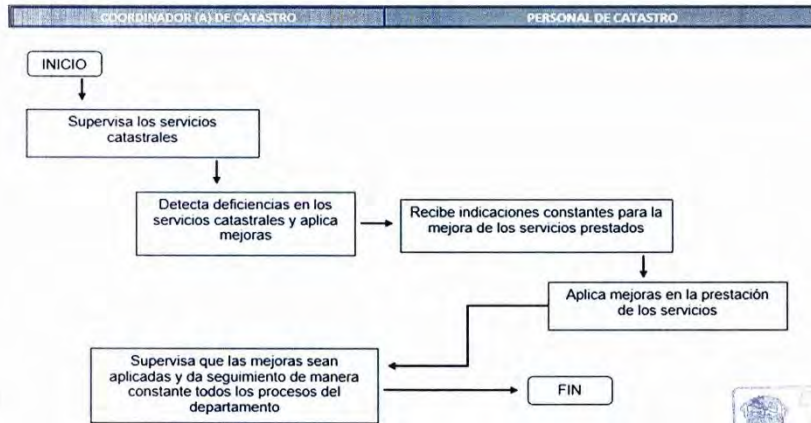 COORDINADOR (A) DE CATASTRO
PERSONAL DE CATASTRO
INICIO
Supervisa los servicios
catastrales
Detecta deficiencias en los
servicios catastrales y aplica
mejoras
Recibe indicaciones constantes para la
mejora de los servicios prestados
Aplica mejoras en la prestación
de los servicios
Supervisa que las mejoras sean
aplicadas y da seguimiento de manera
constante todos los procesos del
departamento
FIN